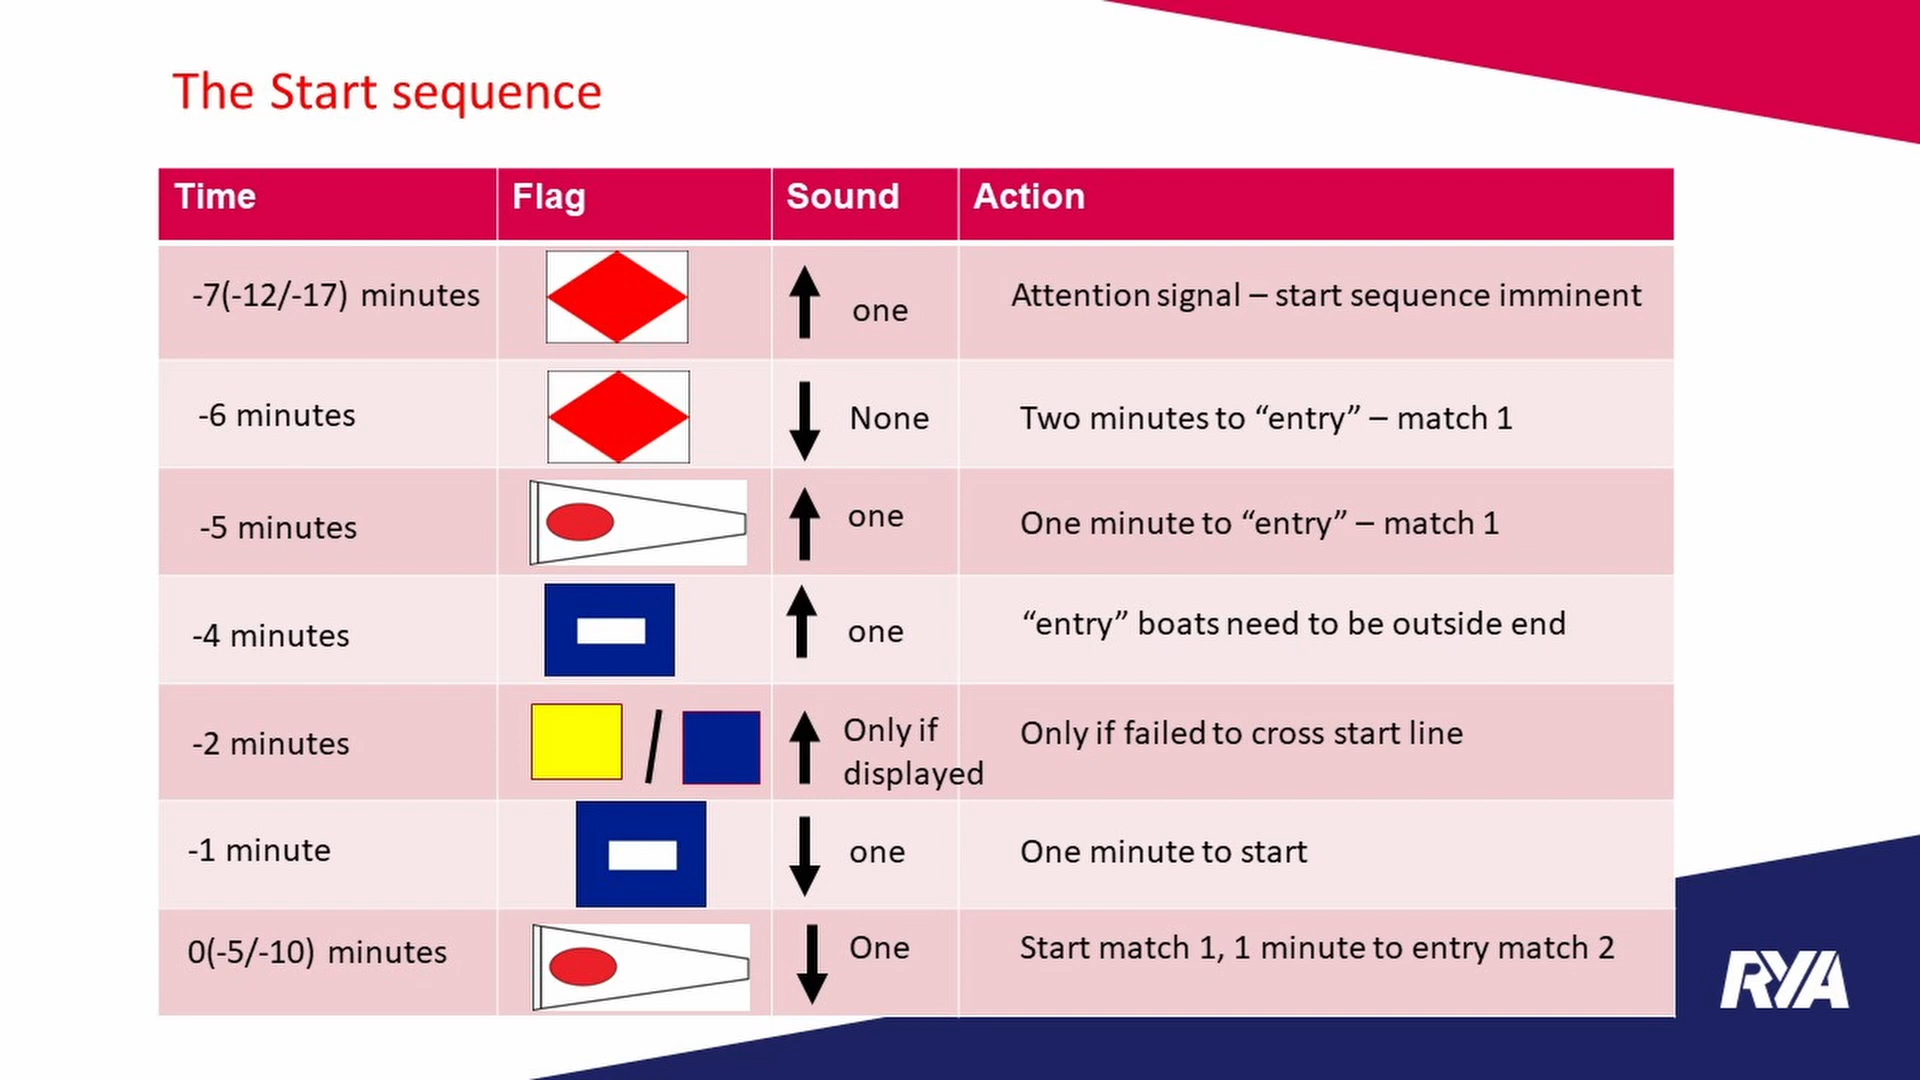 The Start sequence
Time Flag Sound Action
-7(-12/-17) minutes one Attention signal – start sequence imminent
-6 minutes None Two minutes to “entry” – match 1
-5 minutes one One minute to “entry” – match 1
-4 minutes one “entry” boats need to be outside end
-2 minutes / Only if displayed Only if failed to cross start line
-1 minute one One minute to start
0(-5/-10) minutes One Start match 1, 1 minute to entry match 2
RYA